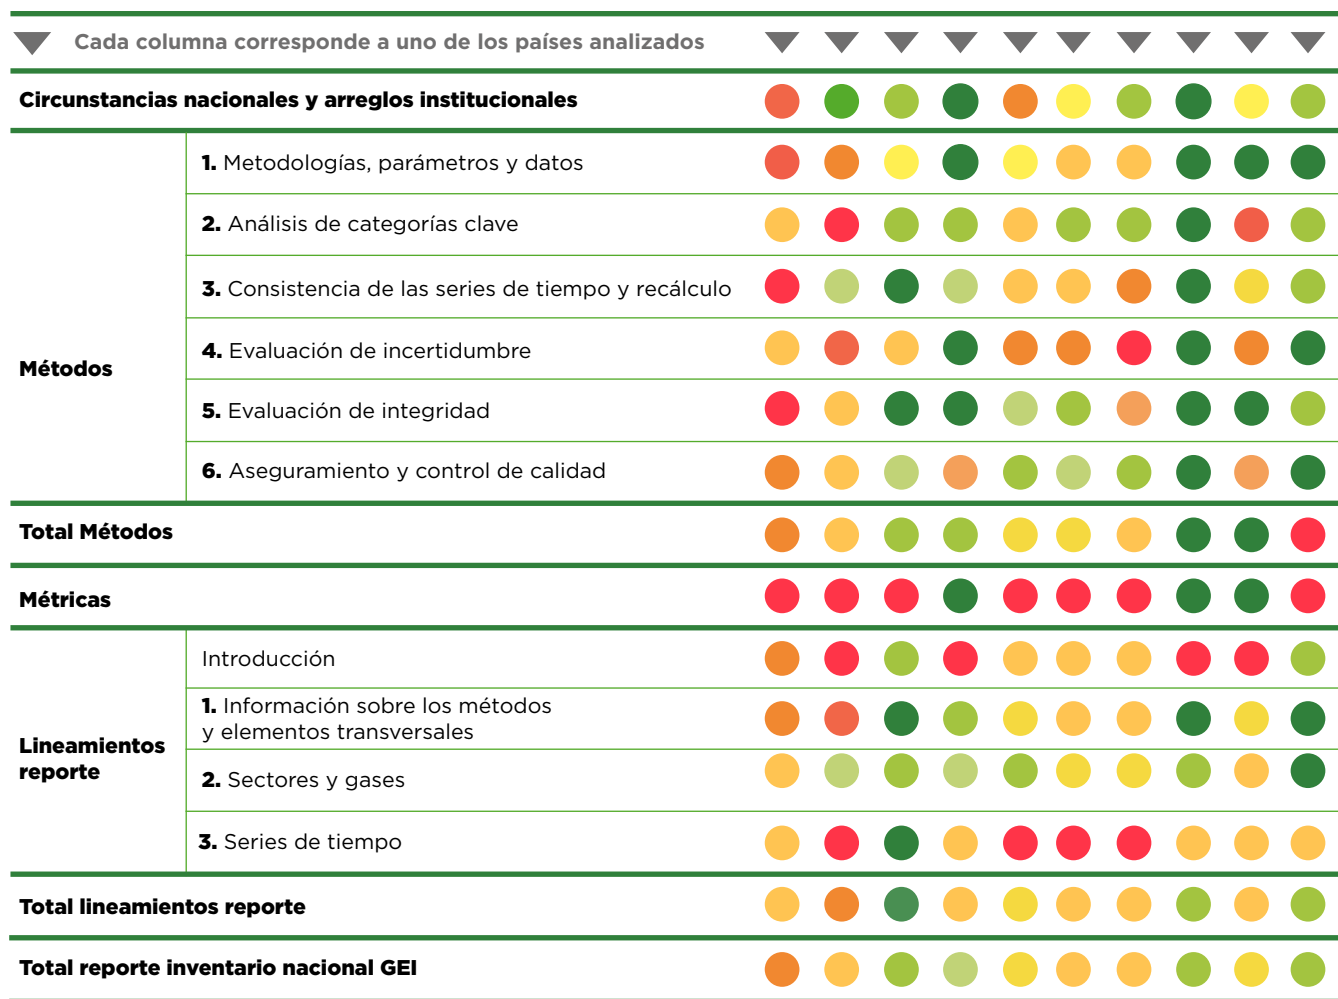 Cada columna corresponde a uno de los países analizados
Circunstancias nacionales y arreglos institucionales
Métodos
1. Metodologías, parámetros y datos
2. Análisis de categorías clave
3. Consistencia de las series de tiempo y recálculo
4. Evaluación de incertidumbre
5. Evaluación de integridad
6. Aseguramiento y control de calidad
Total Métodos
Métricas
Lineamientos
reporte
Introducción
1. Información sobre los métodos
y elementos transversales
2. Sectores y gases
3. Series de tiempo
Total lineamientos reporte
Total reporte inventario nacional GEI